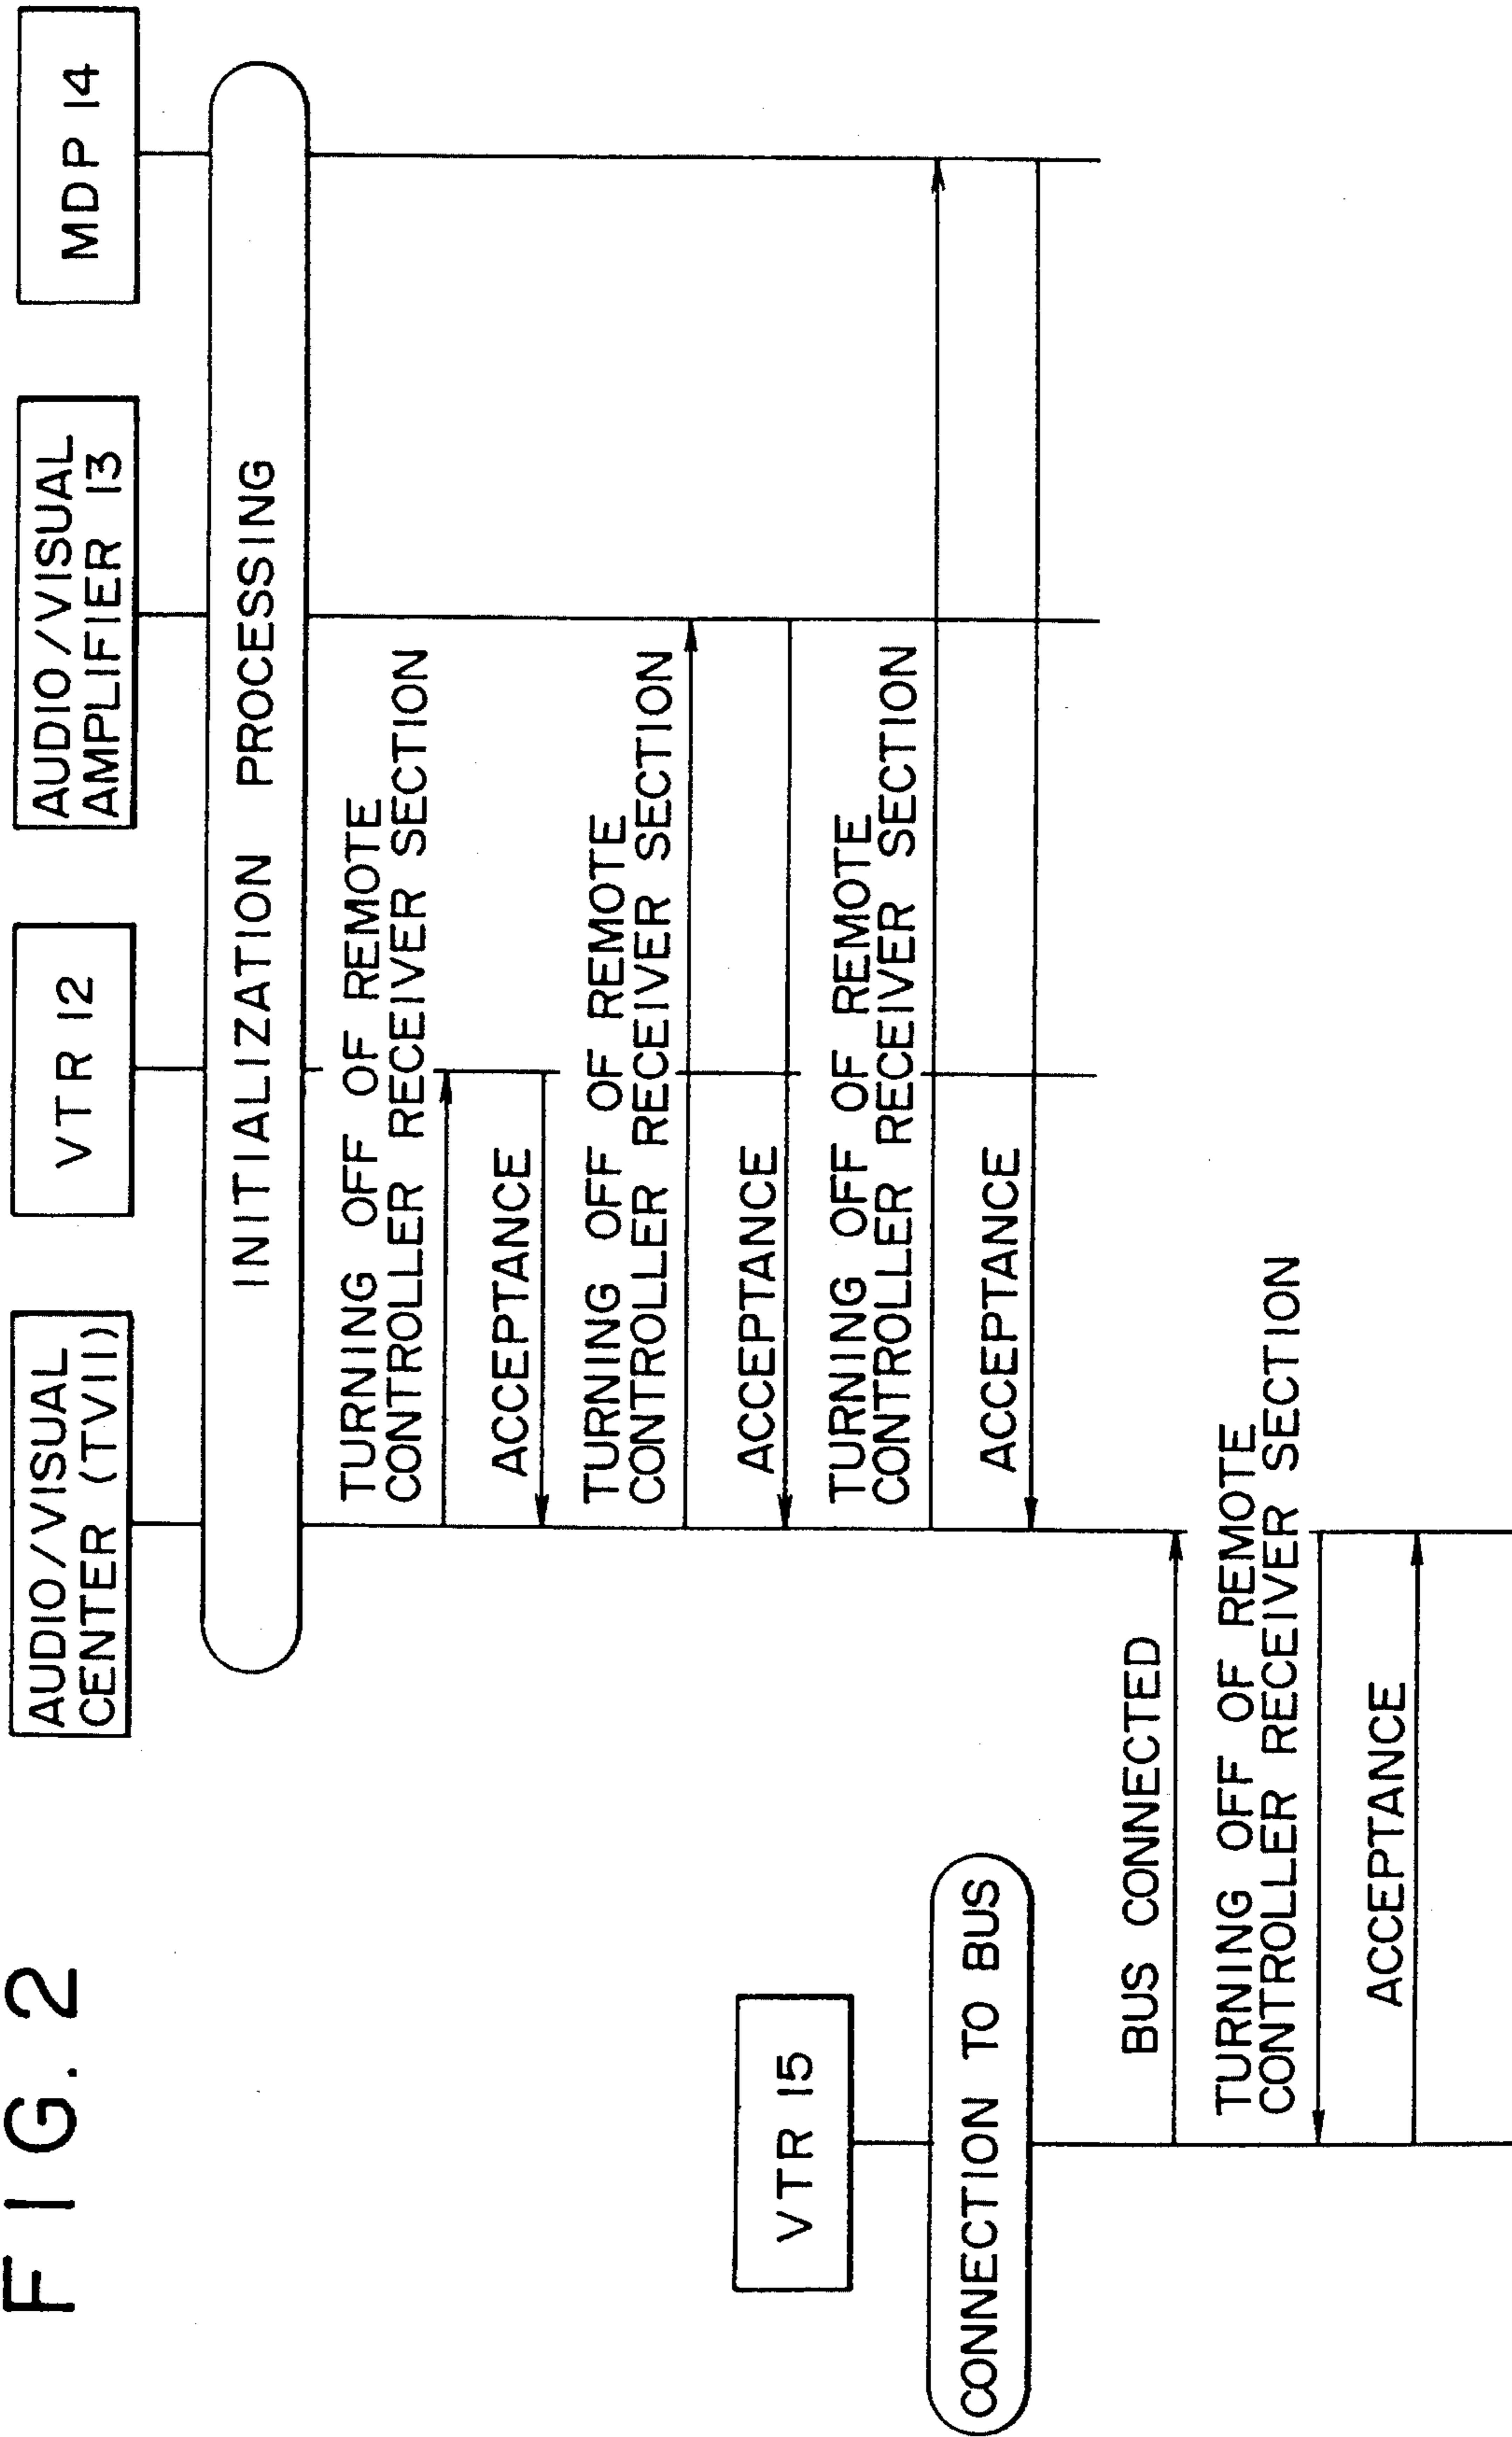 FIG. 2
AUDIO/VISUAL
CENTER (TV11)
VTR 12
AUDIO/VISUAL
AMPLIFIER 13
MDP 14
INITIALIZATION PROCESSING
TURNING OFF OF REMOTE
CONTROLLER RECEIVER SECTION
ACCEPTANCE
TURNING OFF OF REMOTE
CONTROLLER RECEIVER SECTION
ACCEPTANCE
TURNING OFF OF REMOTE
CONTROLLER RECEIVER SECTION
ACCEPTANCE
VTR 15
CONNECTION TO BUS
BUS CONNECTED
TURNING OFF OF REMOTE
CONTROLLER RECEIVER SECTION
ACCEPTANCE